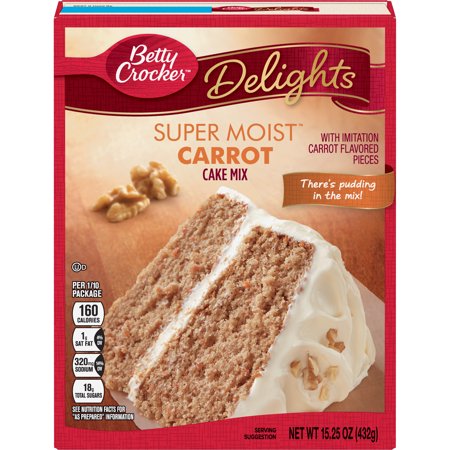 Betty
Crocker™
Delights
SUPER MOIST™
CARROT
CAKE MIX
WITH IMITATION
CARROT FLAVORED
PIECES
There's pudding
in the mix!
U D
PER 1/10
PACKAGE
160
CALORIES
1g
SAT FAT
320mg
SODIUM
18g
TOTAL SUGARS
SEE NUTRITION FACTS FOR
"AS PREPARED" INFORMATION
SERVING
SUGGESTION
NET WT 15.25 OZ (432g)